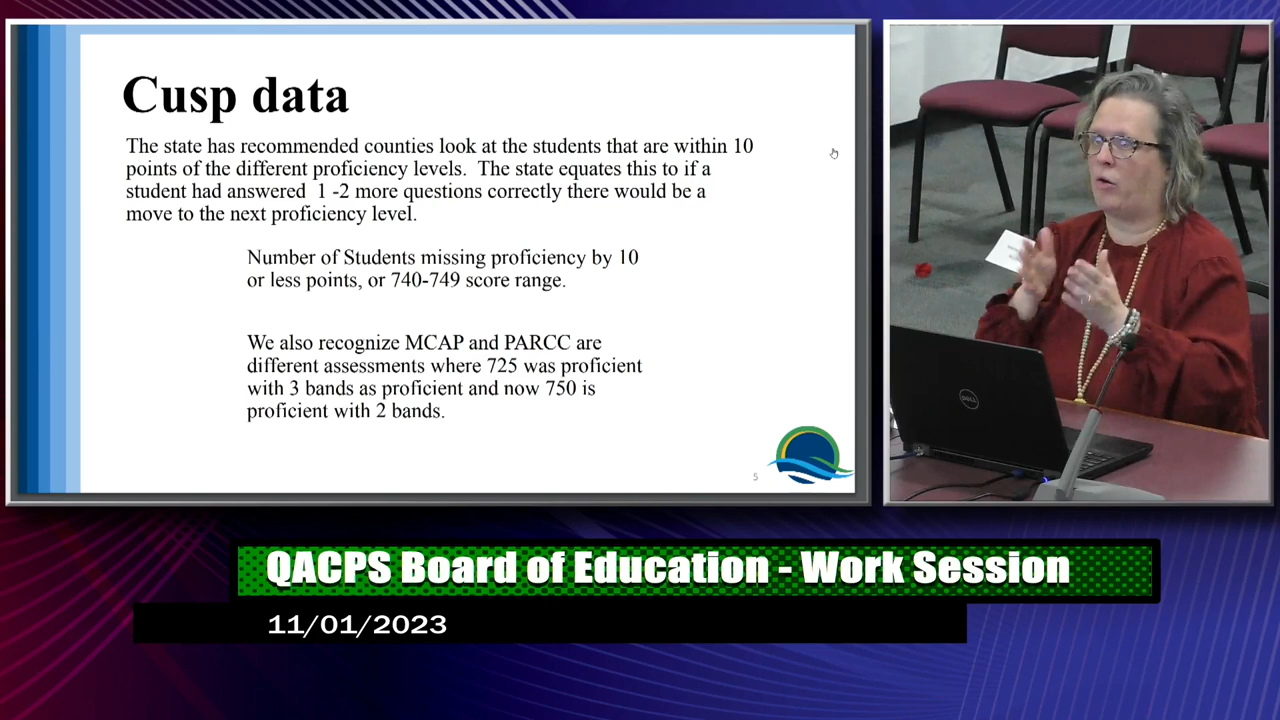 Cusp data
The state has recommended counties look at the students that are within 10
points of the different proficiency levels. The state equates this to if a
student had answered 1 -2 more questions correctly there would be a
move to the next proficiency level.
Number of Students missing proficiency by 10
or less points, or 740-749 score range.
We also recognize MCAP and PARCC are
different assessments where 725 was proficient
with 3 bands as proficient and now 750 is
proficient with 2 bands.
5
DELL
QACPS Board of Education - Work Session
11/01/2023